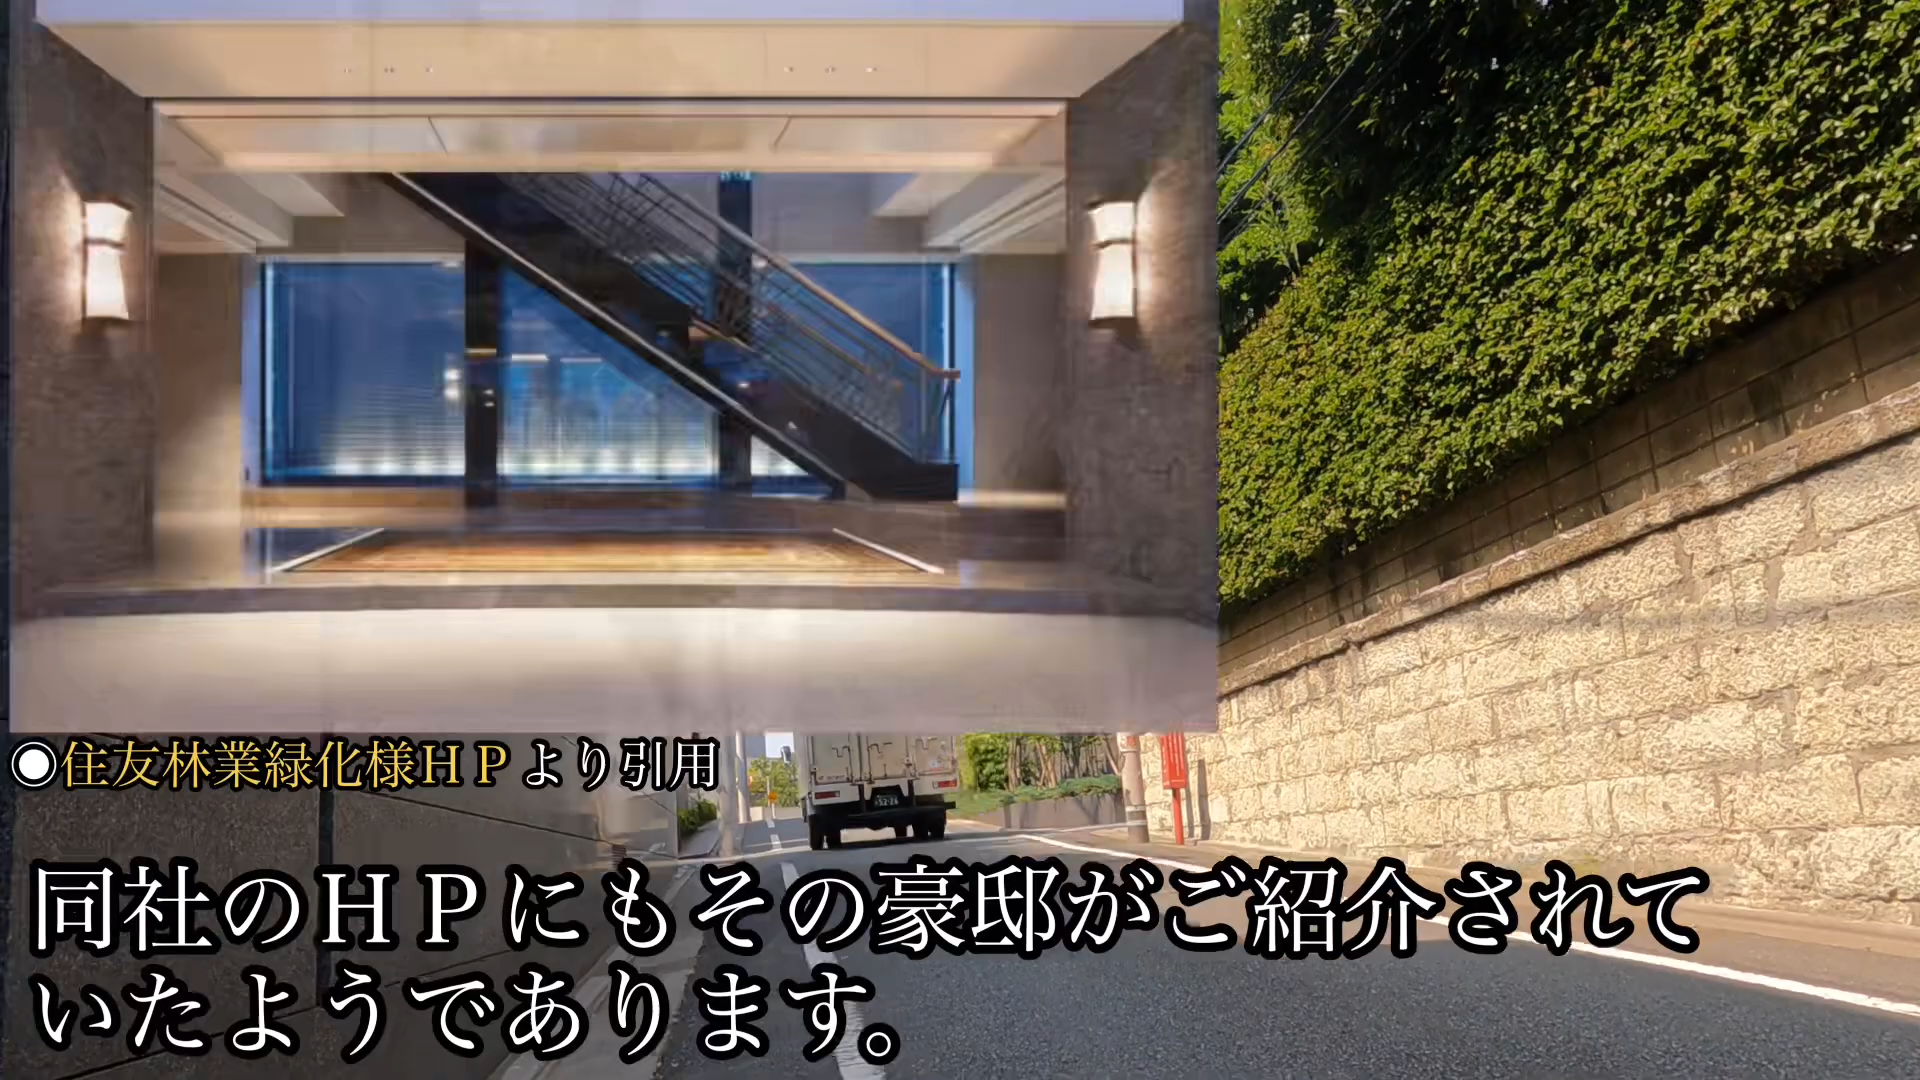 ◉住友林業緑化様ＨＰより引用
同社のＨＰにもその豪邸がご紹介されて
いたようであります。